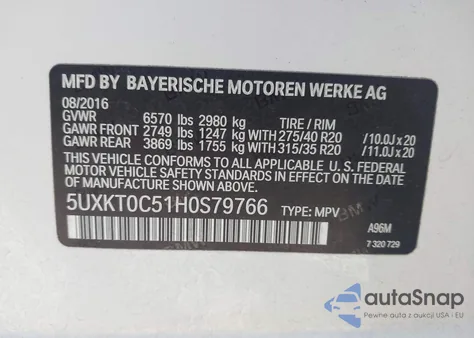 MFD BY BAYERISCHE MOTOREN WERKE AG
08/2016
GVWR 6570 lbs 2980 kg TIRE / RIM
GAWR FRONT 2749 lbs 1247 kg WITH 275/40 R20 /10.0J x 20
GAWR REAR 3869 lbs 1755 kg WITH 315/35 R20 /11.0J x 20
THIS VEHICLE CONFORMS TO ALL APPLICABLE U.S. FEDERAL
MOTOR VEHICLE SAFETY STANDARDS IN EFFECT ON THE DATE
OF MANUFACTURE SHOWN ABOVE.
5UXKT0C51H0S79766 TYPE: MPV
A96M
7 320 729
autoSnap
Pewne auta z USA i EU